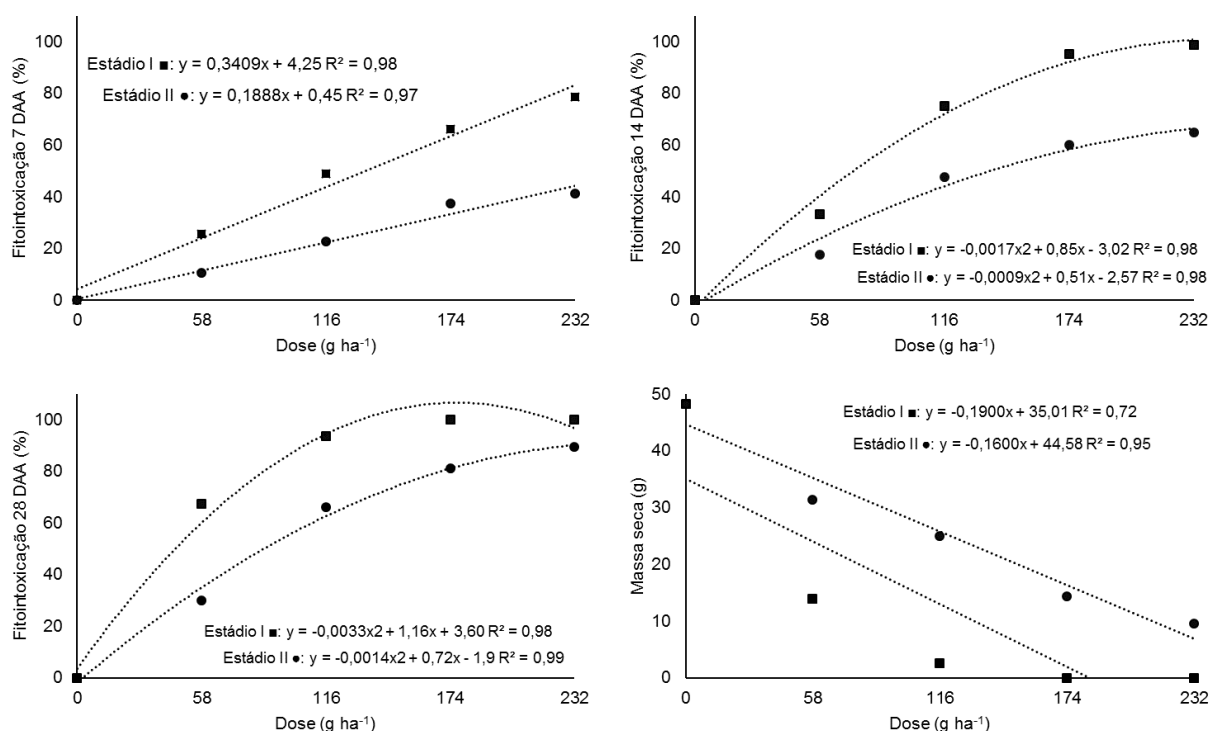 Fitointoxicação 7 DAA (%)
100
80
60
40
20
0
Estádio I ■: y = 0,3409x + 4,25 R² = 0,98
Estádio II ●: y = 0,1888x + 0,45 R² = 0,97
0 58 116 174 232
Dose (g ha⁻¹)
Fitointoxicação 14 DAA (%)
100
80
60
40
20
0
Estádio I ■: y = -0,0017x2 + 0,85x - 3,02 R² = 0,98
Estádio II ●: y = -0,0009x2 + 0,51x - 2,57 R² = 0,98
0 58 116 174 232
Dose (g ha⁻¹)
Fitointoxicação 28 DAA (%)
100
80
60
40
20
0
Estádio I ■: y = -0,0033x2 + 1,16x + 3,60 R² = 0,98
Estádio II ●: y = -0,0014x2 + 0,72x - 1,9 R² = 0,99
0 58 116 174 232
Dose (g ha⁻¹)
Massa seca (g)
50
40
30
20
10
0
Estádio I ■: y = -0,1900x + 35,01 R² = 0,72
Estádio II ●: y = -0,1600x + 44,58 R² = 0,95
0 58 116 174 232
Dose (g ha⁻¹)